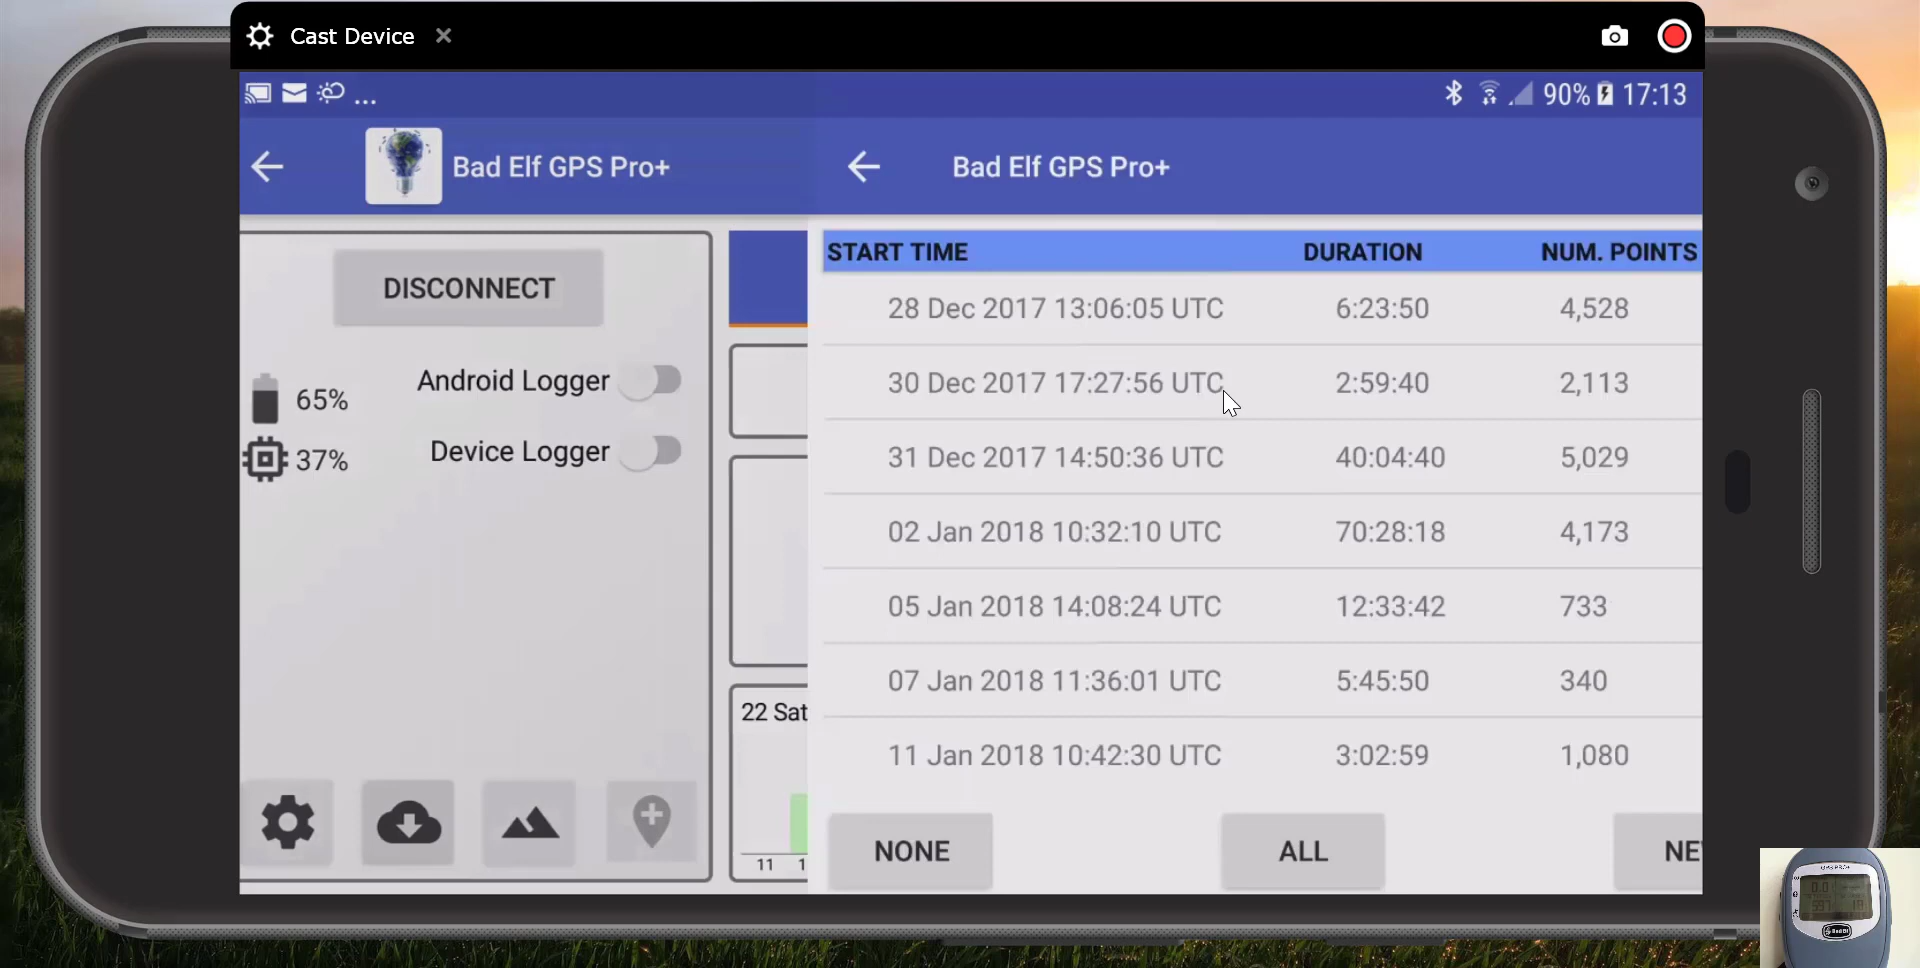 Cast Device
... 90% 17:13
Bad Elf GPS Pro+
Bad Elf GPS Pro+
DISCONNECT
65%
Android Logger
37%
Device Logger
22 Sat
11 1
START TIME DURATION NUM. POINTS
28 Dec 2017 13:06:05 UTC 6:23:50 4,528
30 Dec 2017 17:27:56 UTC 2:59:40 2,113
31 Dec 2017 14:50:36 UTC 40:04:40 5,029
02 Jan 2018 10:32:10 UTC 70:28:18 4,173
05 Jan 2018 14:08:24 UTC 12:33:42 733
07 Jan 2018 11:36:01 UTC 5:45:50 340
11 Jan 2018 10:42:30 UTC 3:02:59 1,080
NONE ALL NE